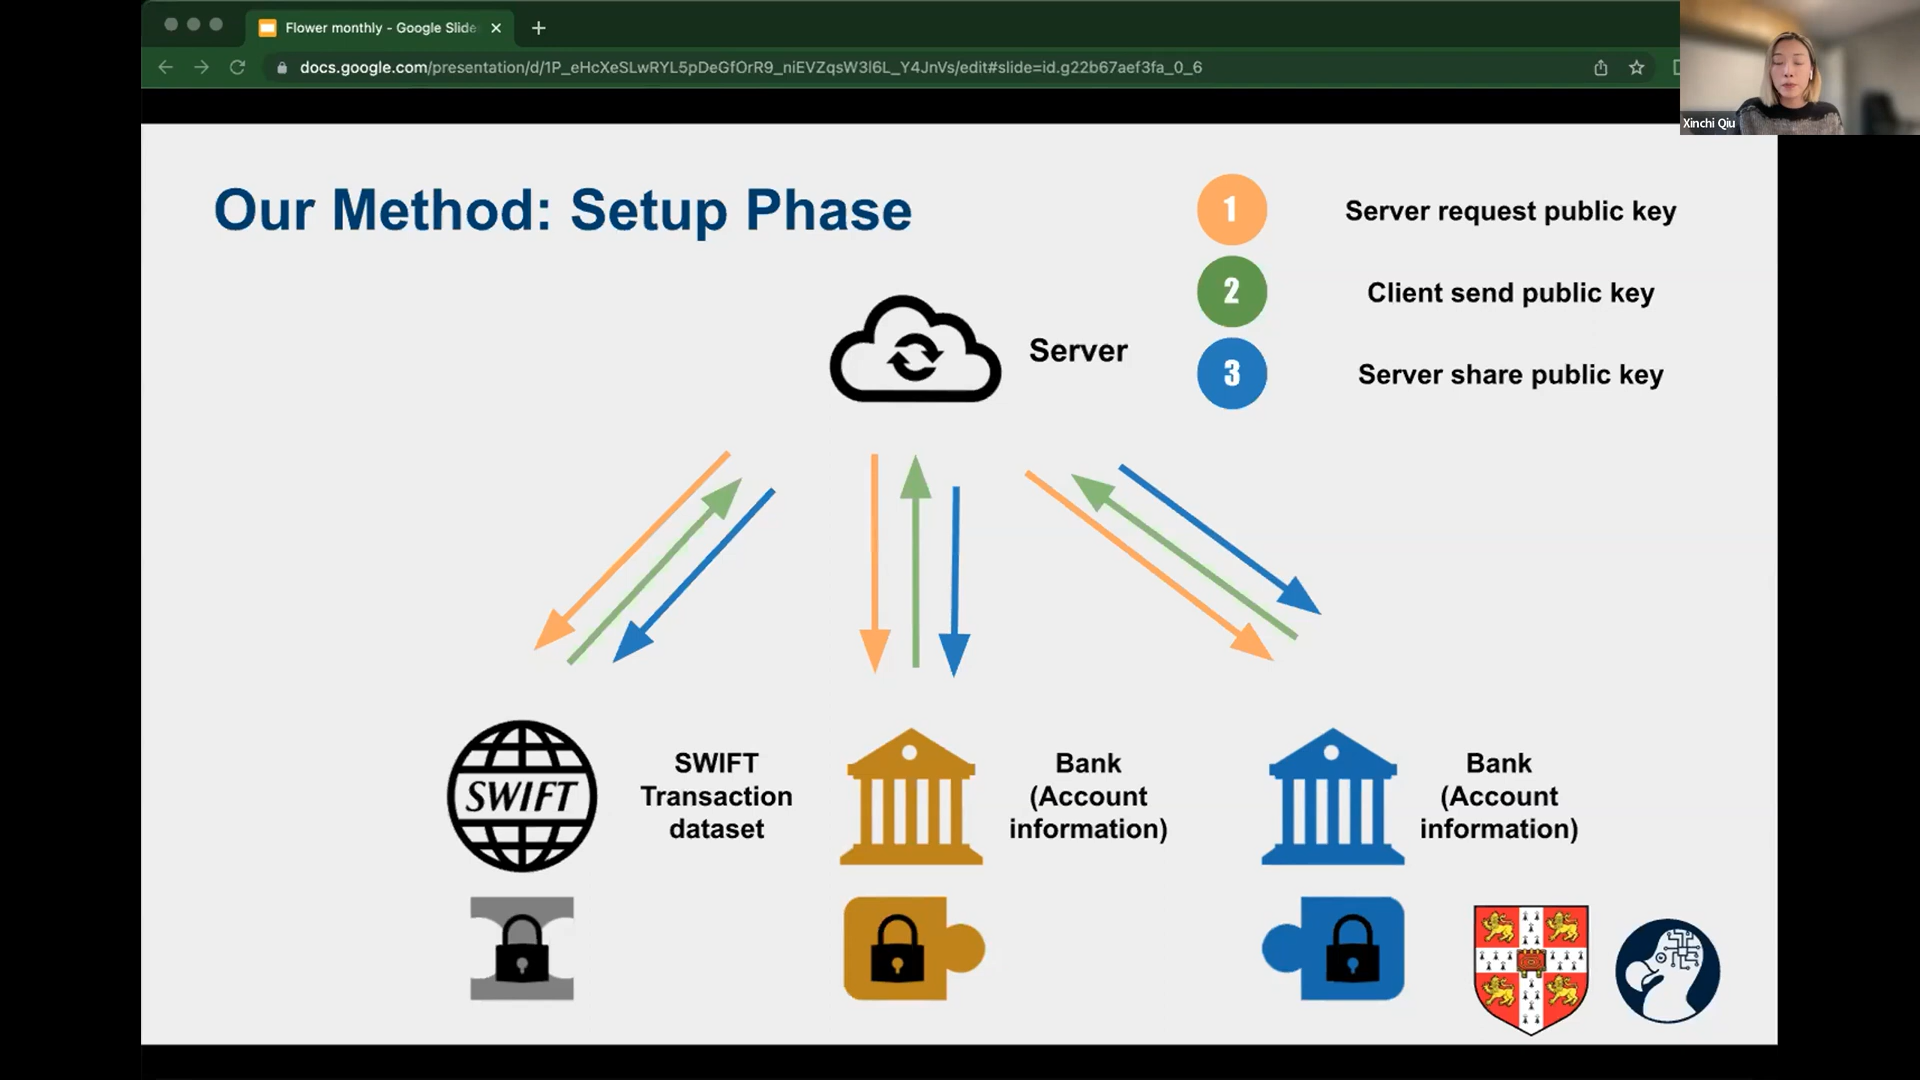 Flower monthly - Google Slide
docs.google.com/presentation/d/1P_eHcXeSLwRYL5pDeGfOrR9_niEVZqsW3l6L_Y4JnVs/edit#slide=id.g22b67aef3fa_0_6
Xinchi Qiu
Our Method: Setup Phase
1 Server request public key
2 Client send public key
3 Server share public key
Server
SWIFT
SWIFT
Transaction
dataset
Bank
(Account
information)
Bank
(Account
information)